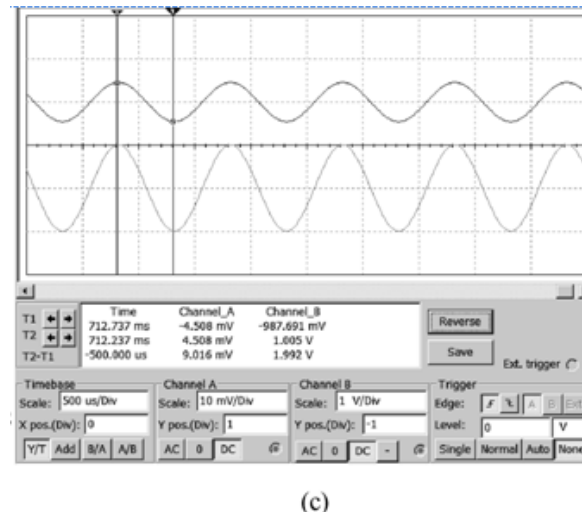 Time Channel_A Channel_B
T1 712.737 ms -4.508 mV -987.691 mV
T2 712.237 ms 4.508 mV 1.005 V
T2-T1 -500.000 us 9.016 mV 1.992 V
Reverse
Save
Ext. trigger
Timebase
Scale: 500 us/Div
X pos.(Div): 0
Y/T Add B/A A/B
Channel A
Scale: 10 mV/Div
Y pos.(Div): 1
AC 0 DC
Channel B
Scale: 1 V/Div
Y pos.(Div): -1
AC 0 DC -
Trigger
Edge: A B Ext
Level: 0 V
Single Normal Auto None
(c)